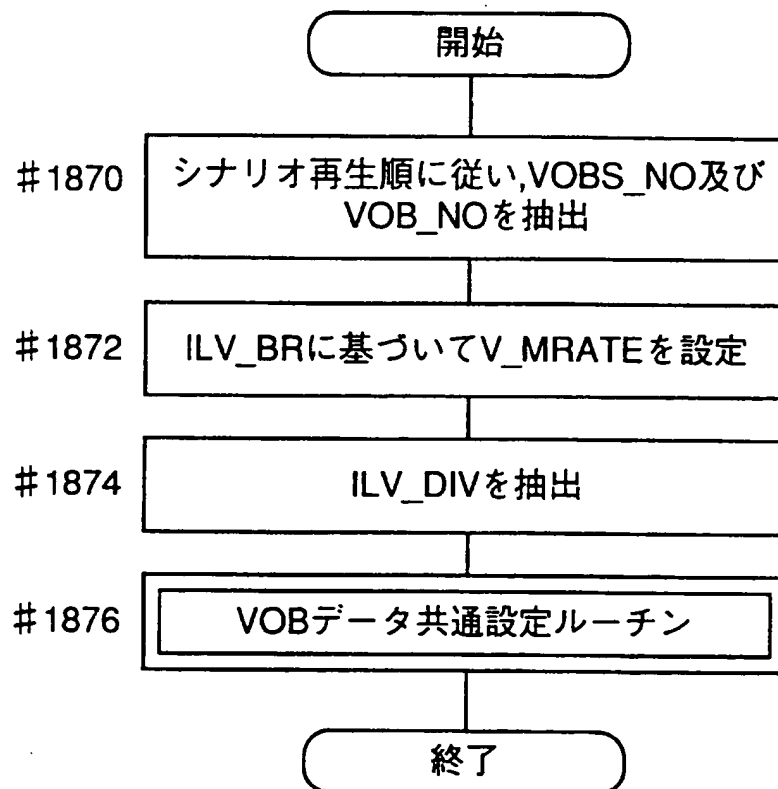 開始
#1870
シナリオ再生順に従い,VOBS_NO及び
VOB_NOを抽出
#1872
ILV_BRに基づいてV_MRATEを設定
#1874
ILV_DIVを抽出
#1876
VOBデータ共通設定ルーチン
終了